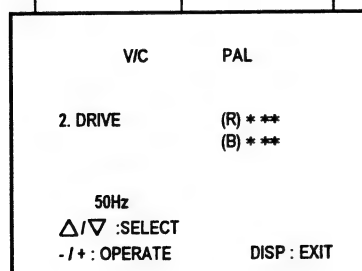 V/C PAL
2. DRIVE (R) * **
(B) * **
50Hz
△/▽ :SELECT
- / + : OPERATE DISP : EXIT